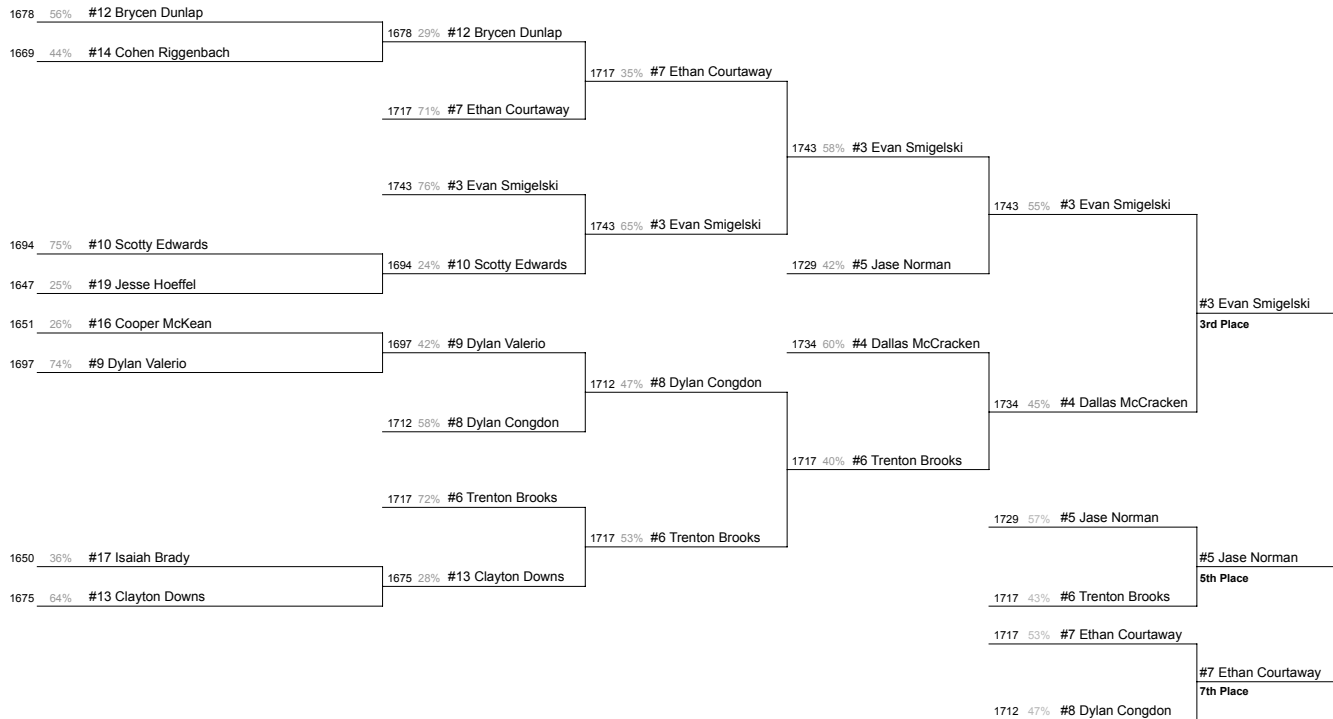 1678 56% #12 Brycen Dunlap
1678 29% #12 Brycen Dunlap
1669 44% #14 Cohen Riggenbach
1717 35% #7 Ethan Courtaway
1717 71% #7 Ethan Courtaway
1743 58% #3 Evan Smigelski
1743 76% #3 Evan Smigelski
1743 55% #3 Evan Smigelski
1743 65% #3 Evan Smigelski
1694 75% #10 Scotty Edwards
1694 24% #10 Scotty Edwards
1729 42% #5 Jase Norman
1647 25% #19 Jesse Hoeffel
#3 Evan Smigelski
3rd Place
1651 26% #16 Cooper McKean
1697 42% #9 Dylan Valerio
1734 60% #4 Dallas McCracken
1697 74% #9 Dylan Valerio
1712 47% #8 Dylan Congdon
1734 45% #4 Dallas McCracken
1712 58% #8 Dylan Congdon
1717 40% #6 Trenton Brooks
1717 72% #6 Trenton Brooks
1729 57% #5 Jase Norman
1717 53% #6 Trenton Brooks
1650 36% #17 Isaiah Brady
#5 Jase Norman
5th Place
1675 28% #13 Clayton Downs
1675 64% #13 Clayton Downs
1717 43% #6 Trenton Brooks
1717 53% #7 Ethan Courtaway
#7 Ethan Courtaway
7th Place
1712 47% #8 Dylan Congdon